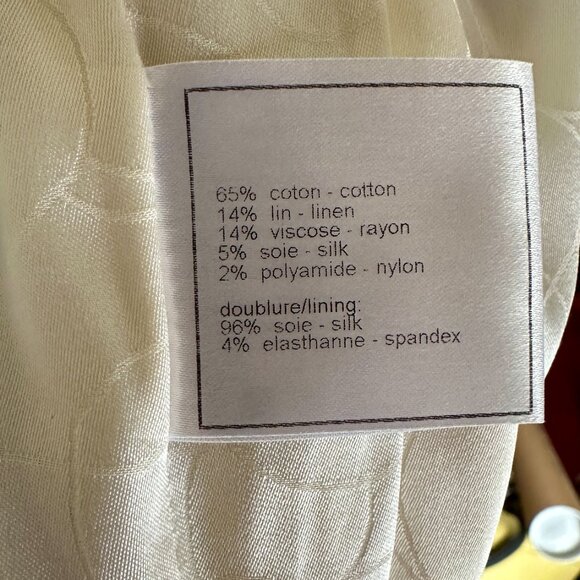 65% coton - cotton
14% lin - linen
14% viscose - rayon
5% soie - silk
2% polyamide - nylon
doublure/lining:
96% soie - silk
4% elasthanne - spandex